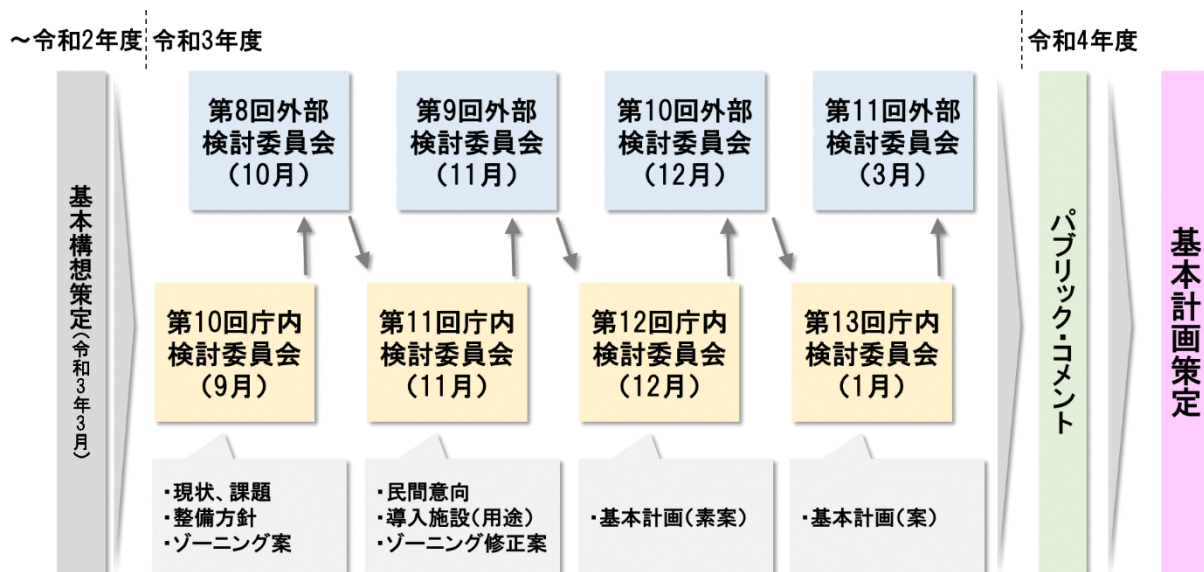 ～令和2年度
令和3年度
令和4年度
基本構想策定（令和3年3月）
第8回外部
検討委員会
（10月）
第9回外部
検討委員会
（11月）
第10回外部
検討委員会
（12月）
第11回外部
検討委員会
（3月）
第10回庁内
検討委員会
（9月）
第11回庁内
検討委員会
（11月）
第12回庁内
検討委員会
（12月）
第13回庁内
検討委員会
（1月）
・現状、課題
・整備方針
・ゾーニング案
・民間意向
・導入施設（用途）
・ゾーニング修正案
・基本計画（素案）
・基本計画（案）
パブリック・コメント
基本計画策定